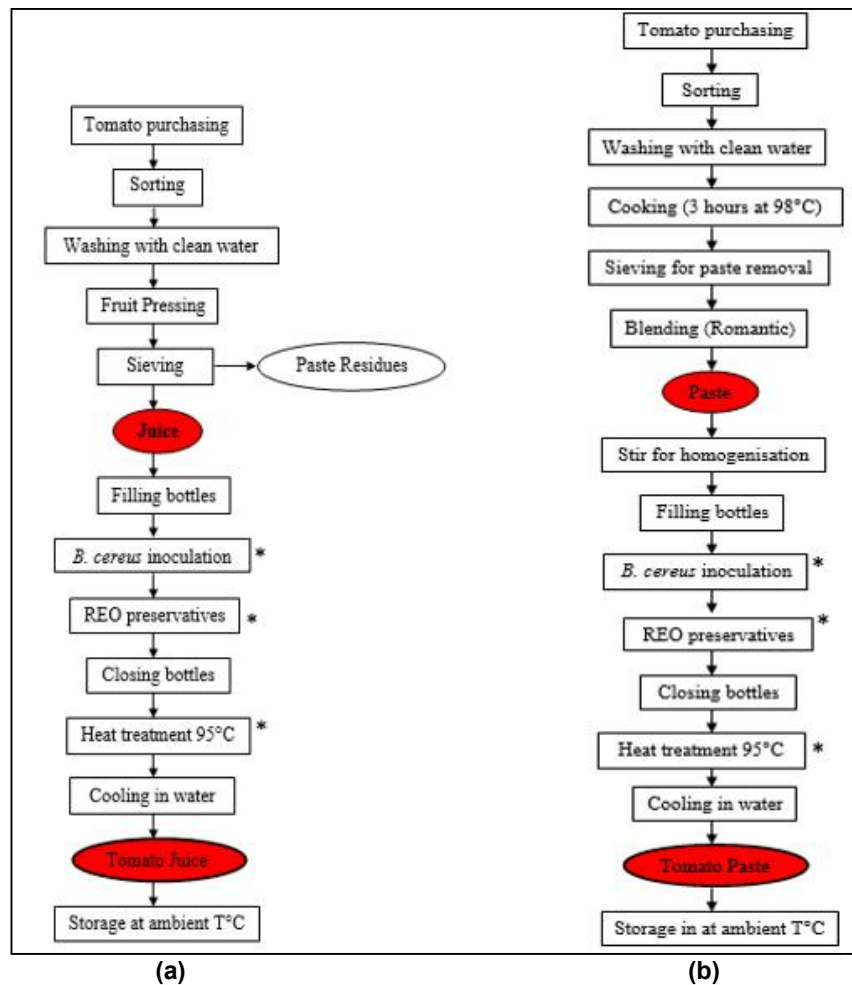 Tomato purchasing
Sorting
Washing with clean water
Fruit Pressing
Sieving
Paste Residues
Juice
Filling bottles
B. cereus inoculation *
REO preservatives *
Closing bottles
Heat treatment 95°C *
Cooling in water
Tomato Juice
Storage at ambient T°C
(a)
Tomato purchasing
Sorting
Washing with clean water
Cooking (3 hours at 98°C)
Sieving for paste removal
Blending (Romantic)
Paste
Stir for homogenisation
Filling bottles
B. cereus inoculation *
REO preservatives *
Closing bottles
Heat treatment 95°C *
Cooling in water
Tomato Paste
Storage in at ambient T°C
(b)